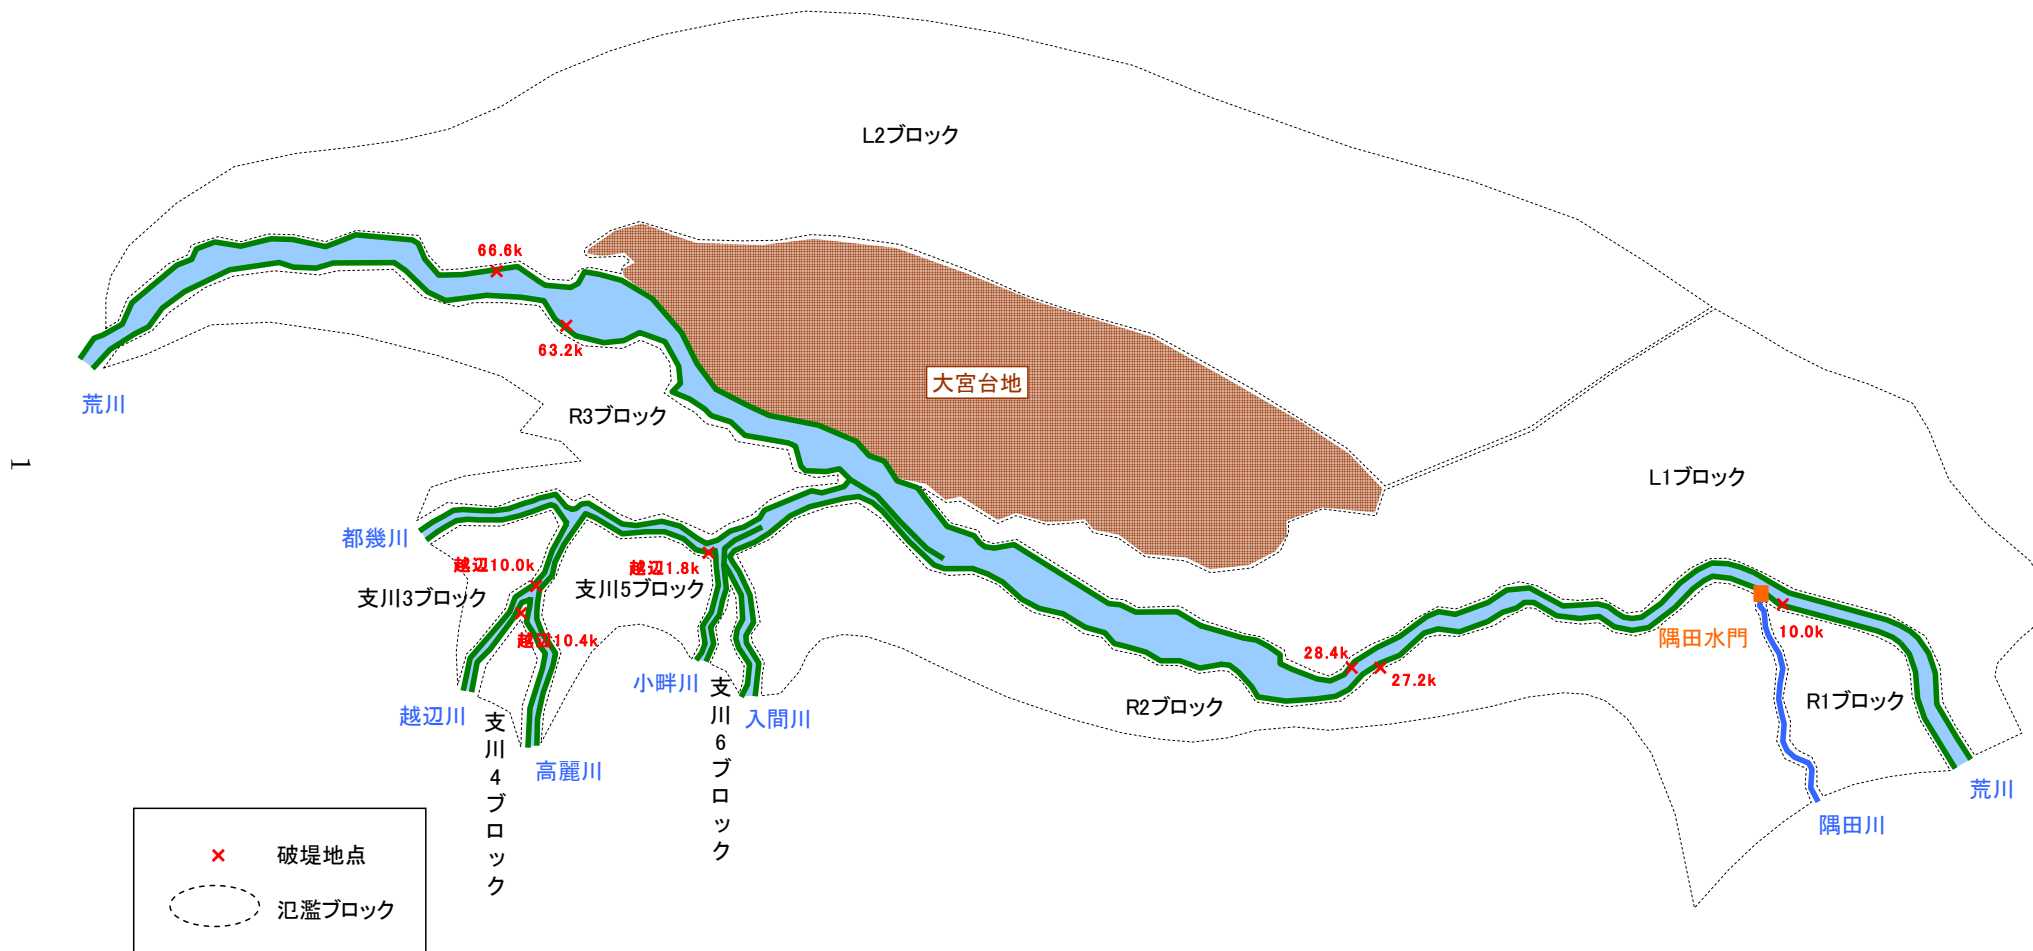 L2ブロック
66.6k
63.2k
大宮台地
荒川
R3ブロック
1
L1ブロック
都幾川
越辺10.0k
越辺1.8k
支川3ブロック
支川5ブロック
越辺10.4k
隅田水門
10.0k
28.4k
27.2k
小畔川
支川6ブロック
入間川
R2ブロック
R1ブロック
越辺川
支川4ブロック
高麗川
荒川
隅田川
破堤地点
氾濫ブロック